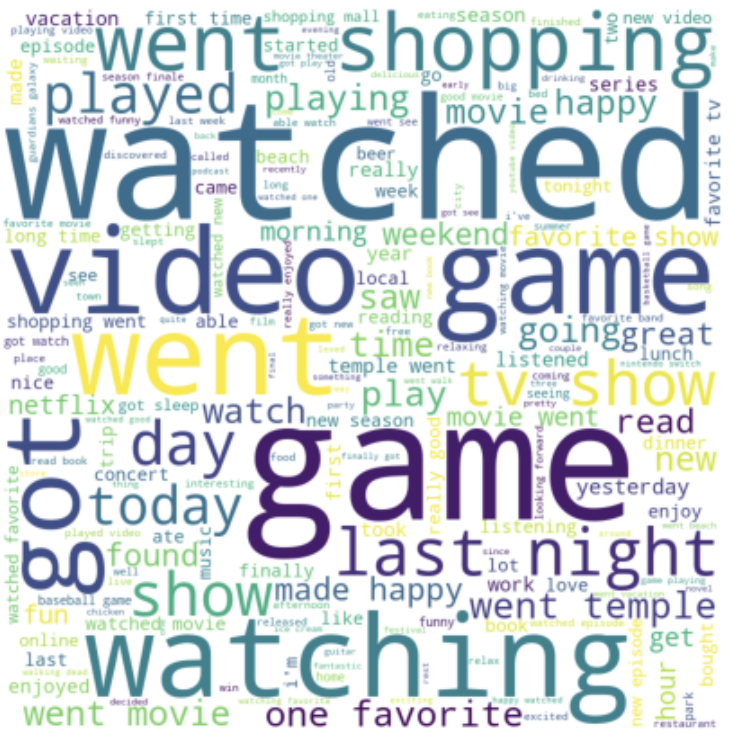 vacation first time shopping mall eating season finished two new video
playing video evening
went shopping
episode waiting movie theater started old
made season finale got play month delicious go drinking make
played playing movie happy series
guardians galaxy
watched funny last week able watch went see good movie big bed early
watched
discovered called back beach beer really youtube video tonight favorite tv
podcast recently came long watched one week city got see i've
favorite movie getting morning weekend favorite show summer
long time slept watched new really enjoyed year watching movie basketball game song
video game
see seen town local saw new book
shopping went quite able film got new reading free going great favorite band
got watch went time relaxing listened couple lunch nintendo switch
place good final loved temple went tv show
nice something play went walk seeing coming three
netflix got sleep watch new season party movie went pretty read
watched good day game dinner
got trip first really good looking forward new
read book concert food finally got yesterday
stars thing interesting today took listening enjoy
watched favorite ate music last night around went beach
played video found since lot
well finally work love game playing novel
baseball game live show made happy went temple went vacation
fun chicken afternoon like funny book watched episode
watched movie released ice cream festival watching get
online guitar fantastic relax new episode hour bought
last walking dead i'm home rest park
enjoyed win watching favorite exciting happy watched
went movie decided one favorite excited restaurant